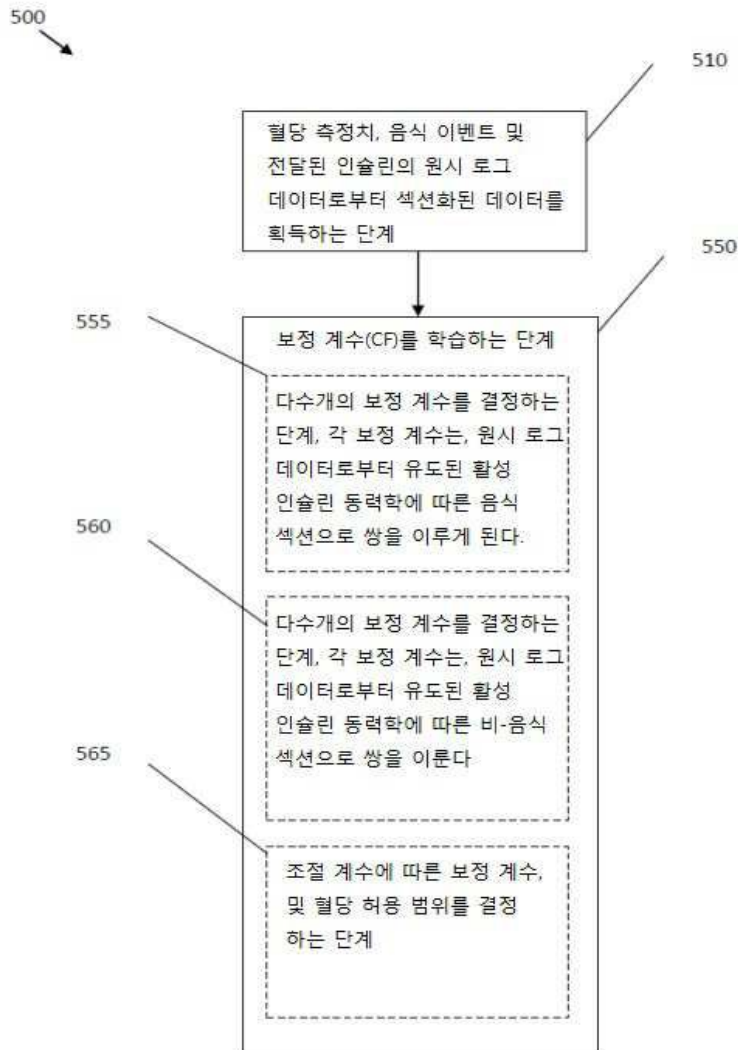 500
510
혈당 측정치, 음식 이벤트 및
전달된 인슐린의 원시 로그
데이터로부터 섹션화된 데이터를
획득하는 단계
550
555
보정 계수(CF)를 학습하는 단계
다수개의 보정 계수를 결정하는
단계, 각 보정 계수는, 원시 로그
데이터로부터 유도된 활성
인슐린 동력학에 따른 음식
섹션으로 쌍을 이루게 된다.
560
다수개의 보정 계수를 결정하는
단계, 각 보정 계수는, 원시 로그
데이터로부터 유도된 활성
인슐린 동력학에 따른 비-음식
섹션으로 쌍을 이룬다
565
조절 계수에 따른 보정 계수,
및 혈당 허용 범위를 결정
하는 단계